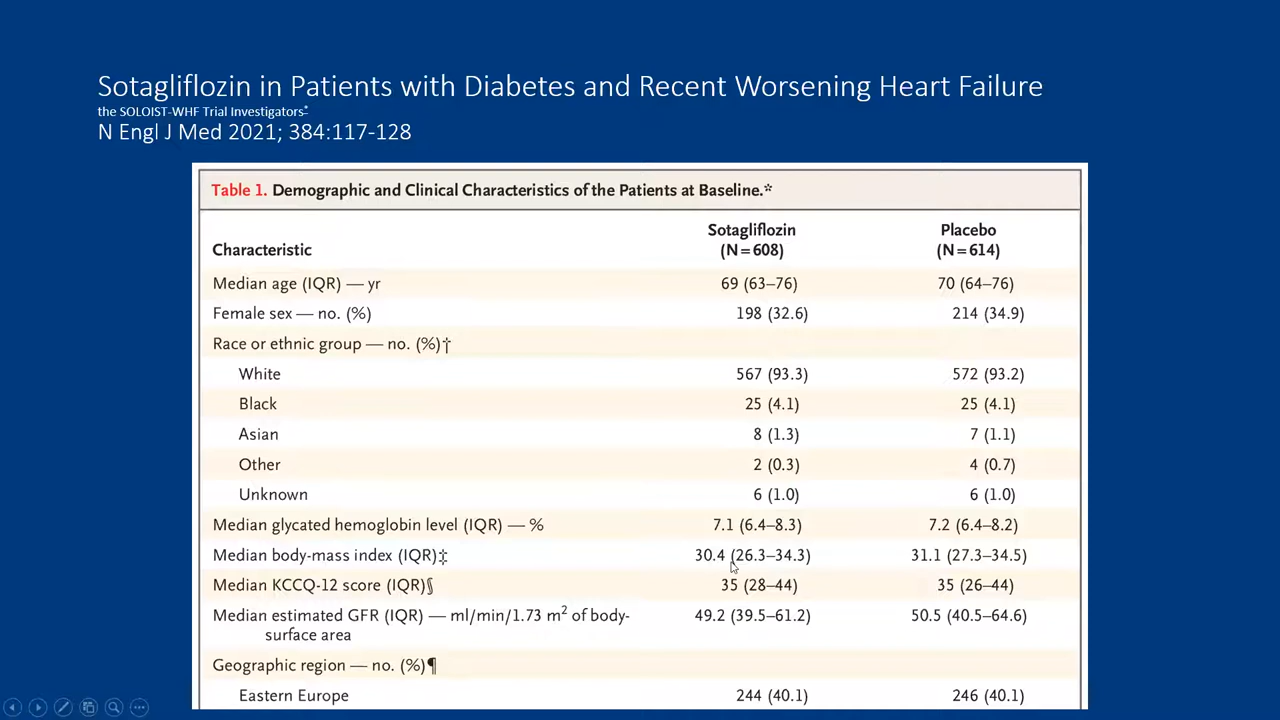 Sotagliflozin in Patients with Diabetes and Recent Worsening Heart Failure
the SOLOIST-WHF Trial Investigators*
N Engl J Med 2021; 384:117-128
Table 1. Demographic and Clinical Characteristics of the Patients at Baseline.*
Characteristic Sotagliflozin (N=608) Placebo (N=614)
Median age (IQR) — yr 69 (63–76) 70 (64–76)
Female sex — no. (%) 198 (32.6) 214 (34.9)
Race or ethnic group — no. (%)†
White 567 (93.3) 572 (93.2)
Black 25 (4.1) 25 (4.1)
Asian 8 (1.3) 7 (1.1)
Other 2 (0.3) 4 (0.7)
Unknown 6 (1.0) 6 (1.0)
Median glycated hemoglobin level (IQR) — % 7.1 (6.4–8.3) 7.2 (6.4–8.2)
Median body-mass index (IQR)‡ 30.4 (26.3–34.3) 31.1 (27.3–34.5)
Median KCCQ-12 score (IQR)§ 35 (28–44) 35 (26–44)
Median estimated GFR (IQR) — ml/min/1.73 m² of body- 49.2 (39.5–61.2) 50.5 (40.5–64.6)
surface area
Geographic region — no. (%)¶
Eastern Europe 244 (40.1) 246 (40.1)